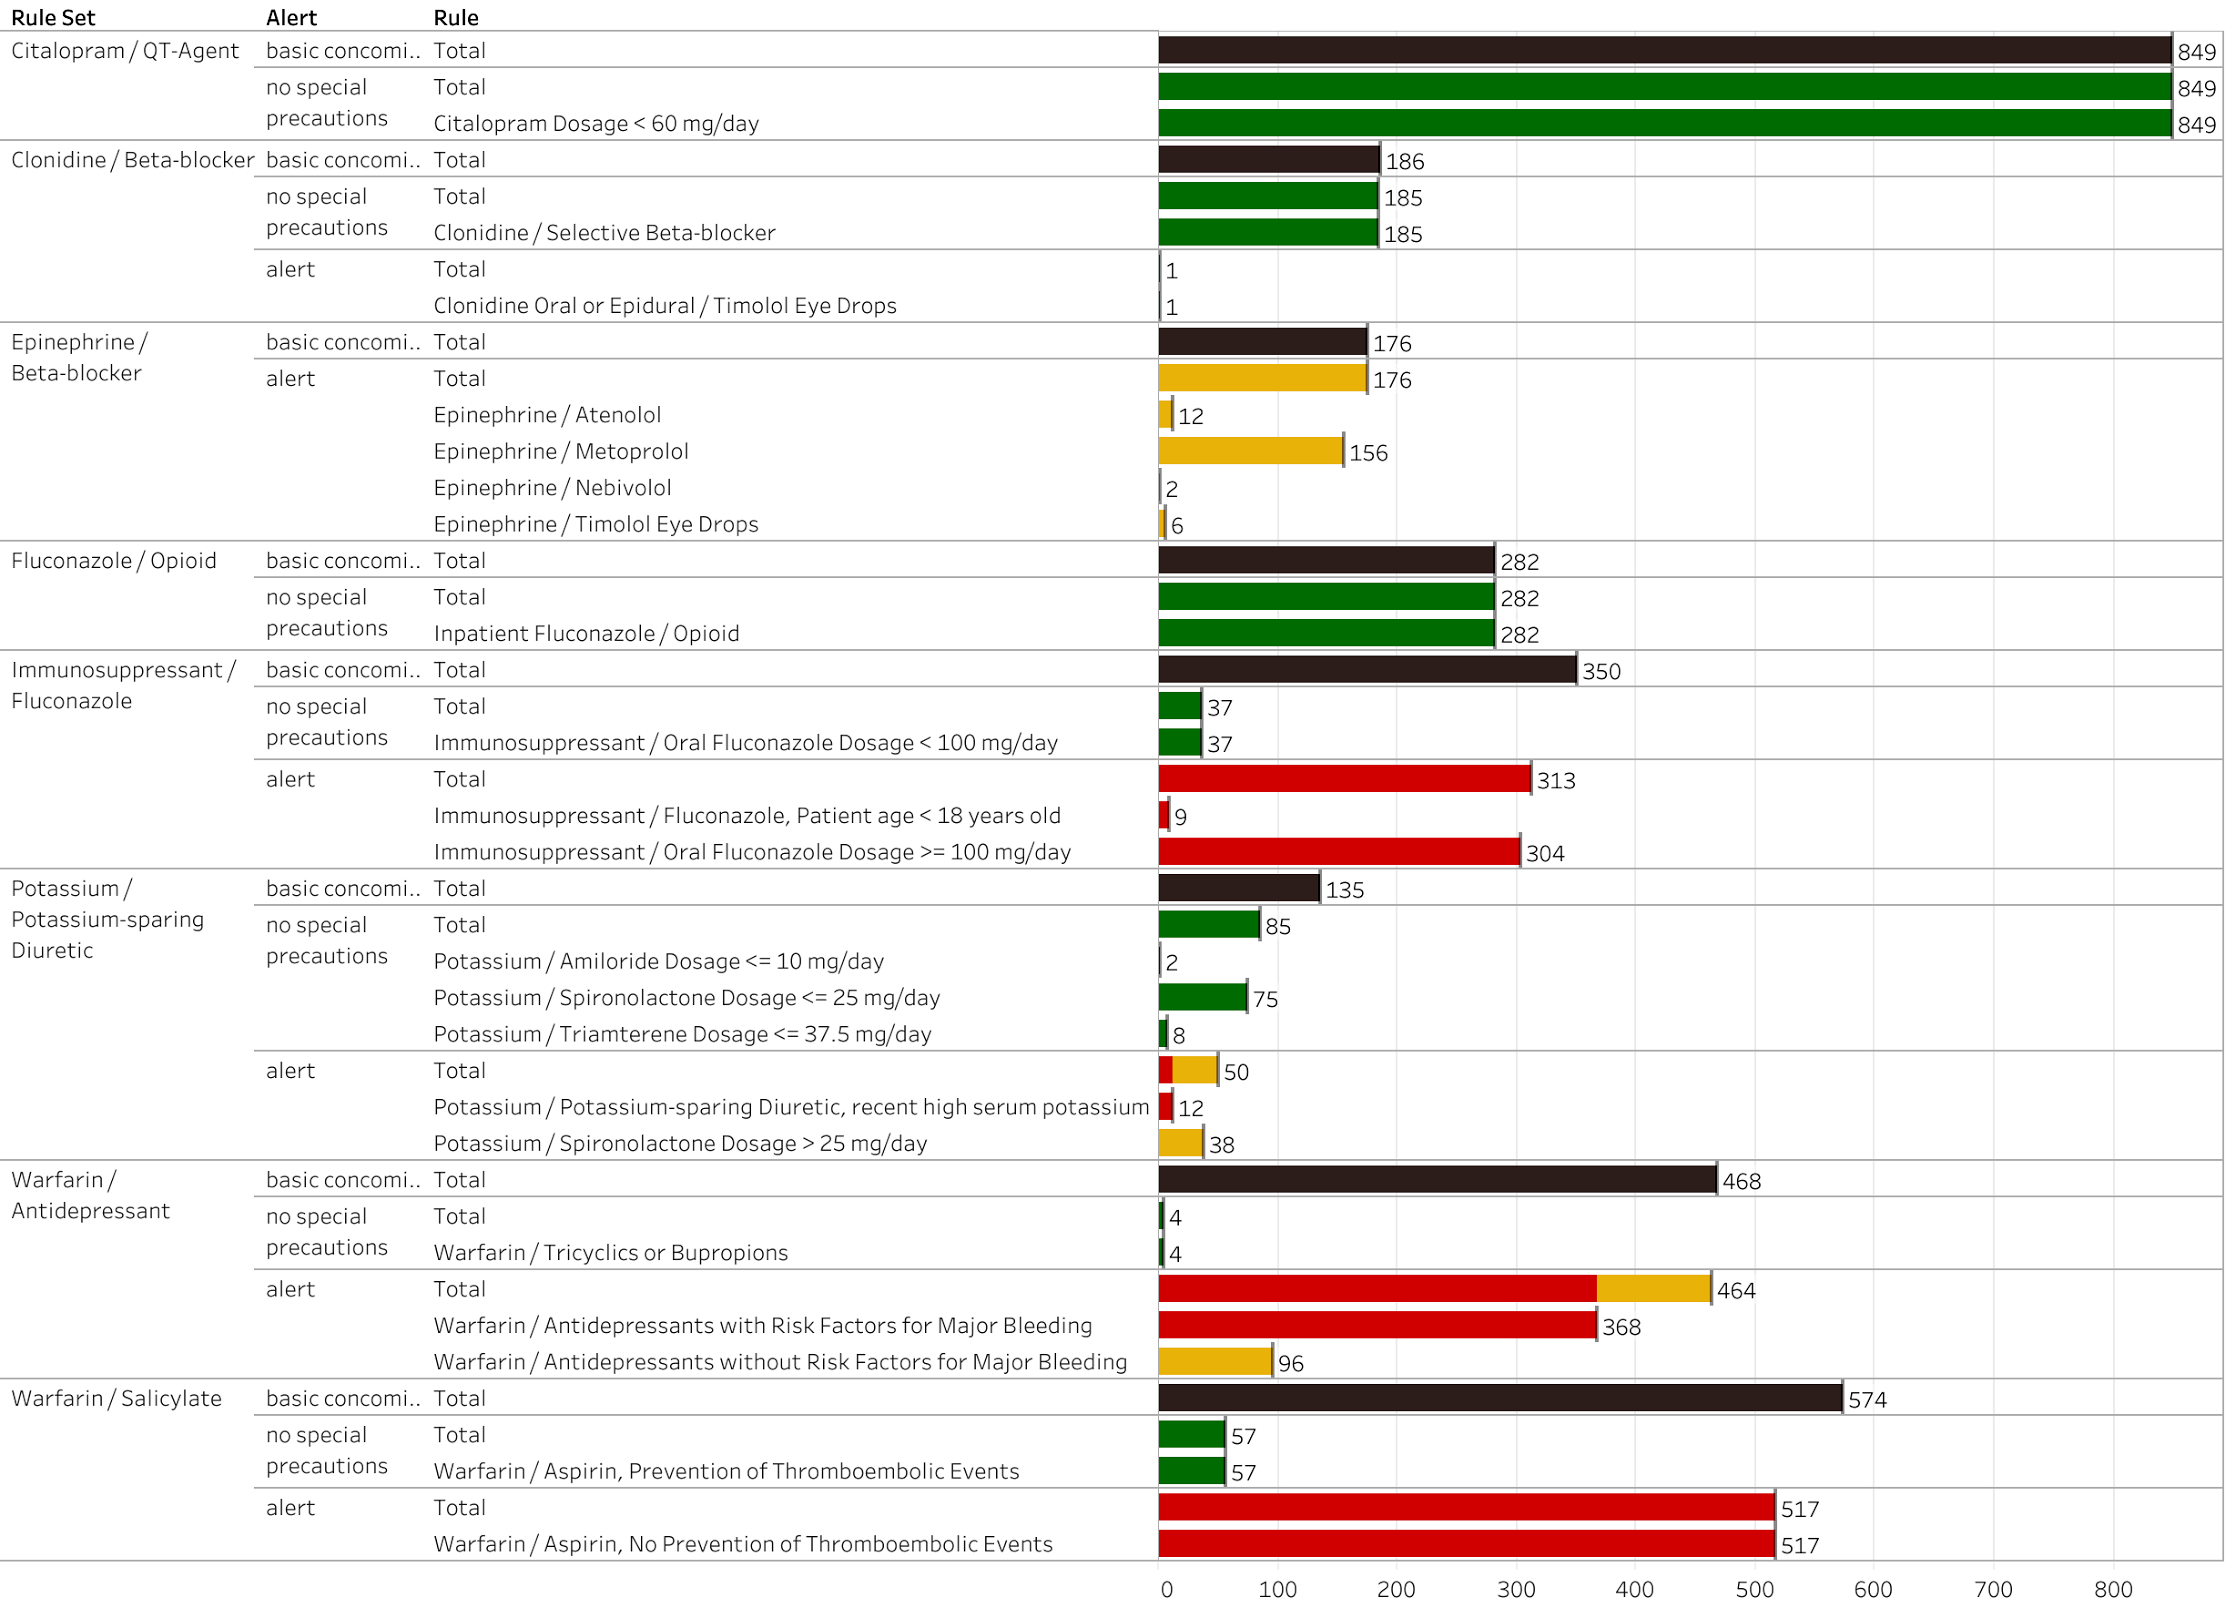 Rule Set Alert Rule
Citalopram / QT-Agent basic concomi.. Total 849
no special precautions Total 849
Citalopram Dosage < 60 mg/day 849
Clonidine / Beta-blocker basic concomi.. Total 186
no special precautions Total 185
Clonidine / Selective Beta-blocker 185
alert Total 1
Clonidine Oral or Epidural / Timolol Eye Drops 1
Epinephrine / Beta-blocker basic concomi.. Total 176
alert Total 176
Epinephrine / Atenolol 12
Epinephrine / Metoprolol 156
Epinephrine / Nebivolol 2
Epinephrine / Timolol Eye Drops 6
Fluconazole / Opioid basic concomi.. Total 282
no special precautions Total 282
Inpatient Fluconazole / Opioid 282
Immunosuppressant / Fluconazole basic concomi.. Total 350
no special precautions Total 37
Immunosuppressant / Oral Fluconazole Dosage < 100 mg/day 37
alert Total 313
Immunosuppressant / Fluconazole, Patient age < 18 years old 9
Immunosuppressant / Oral Fluconazole Dosage >= 100 mg/day 304
Potassium / Potassium-sparing Diuretic basic concomi.. Total 135
no special precautions Total 85
Potassium / Amiloride Dosage <= 10 mg/day 2
Potassium / Spironolactone Dosage <= 25 mg/day 75
Potassium / Triamterene Dosage <= 37.5 mg/day 8
alert Total 50
Potassium / Potassium-sparing Diuretic, recent high serum potassium 12
Potassium / Spironolactone Dosage > 25 mg/day 38
Warfarin / Antidepressant basic concomi.. Total 468
no special precautions Total 4
Warfarin / Tricyclics or Bupropions 4
alert Total 464
Warfarin / Antidepressants with Risk Factors for Major Bleeding 368
Warfarin / Antidepressants without Risk Factors for Major Bleeding 96
Warfarin / Salicylate basic concomi.. Total 574
no special precautions Total 57
Warfarin / Aspirin, Prevention of Thromboembolic Events 57
alert Total 517
Warfarin / Aspirin, No Prevention of Thromboembolic Events 517
0 100 200 300 400 500 600 700 800